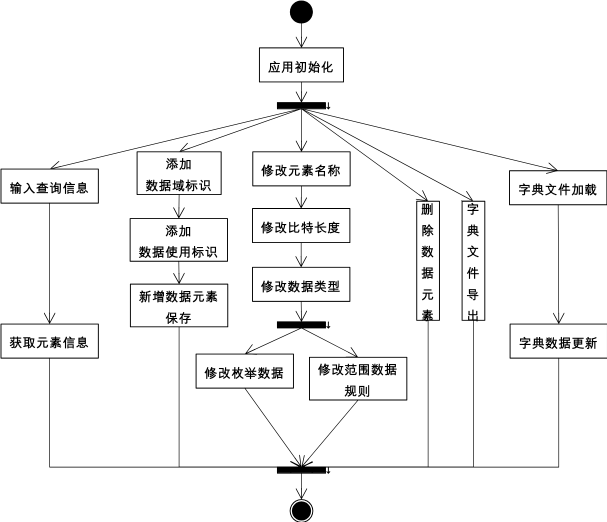 应用初始化
输入查询信息
添加
数据域标识
修改元素名称
删除数据元素
字典文件导出
字典文件加载
添加
数据使用标识
修改比特长度
新增数据元素
保存
修改数据类型
获取元素信息
字典数据更新
修改枚举数据
修改范围数据
规则